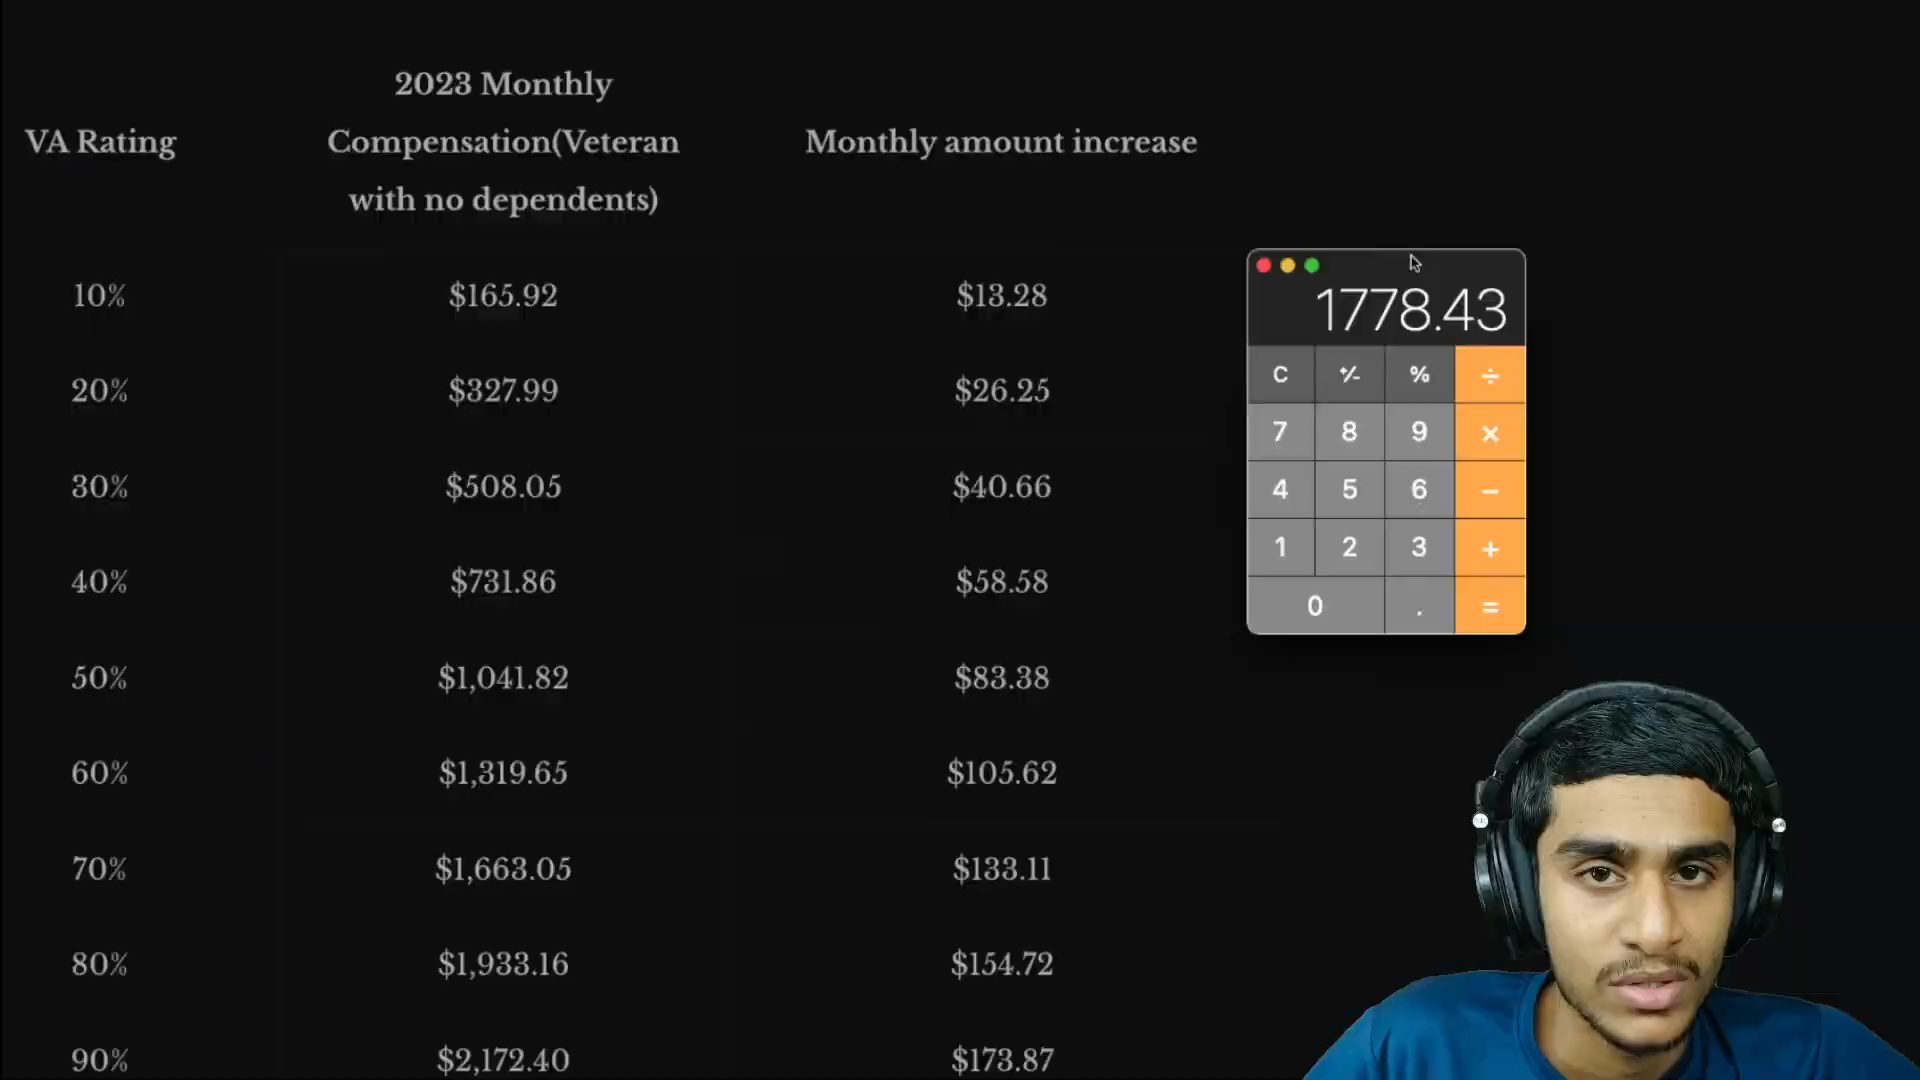 2023 Monthly
VA Rating Compensation(Veteran Monthly amount increase
with no dependents)
10% $165.92 $13.28
20% $327.99 $26.25
30% $508.05 $40.66
40% $731.86 $58.58
50% $1,041.82 $83.38
60% $1,319.65 $105.62
70% $1,663.05 $133.11
80% $1,933.16 $154.72
90% $2,172.40 $173.87
1778.43
C +/- % ÷
7 8 9 ×
4 5 6 −
1 2 3 +
0 . =